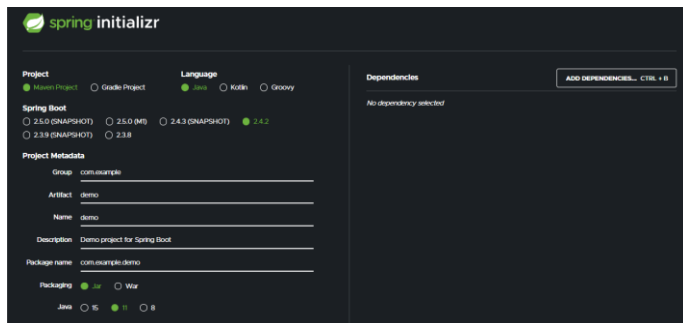 spring initializr
Project
Maven Project Gradle Project
Language
Java Kotlin Groovy
Spring Boot
2.5.0 (SNAPSHOT) 2.5.0 (M1) 2.4.3 (SNAPSHOT) 2.4.2
2.3.9 (SNAPSHOT) 2.3.8
Project Metadata
Group com.example
Artifact demo
Name demo
Description Demo project for Spring Boot
Package name com.example.demo
Packaging Jar War
Java 15 11 8
Dependencies
ADD DEPENDENCIES... CTRL + B
No dependency selected